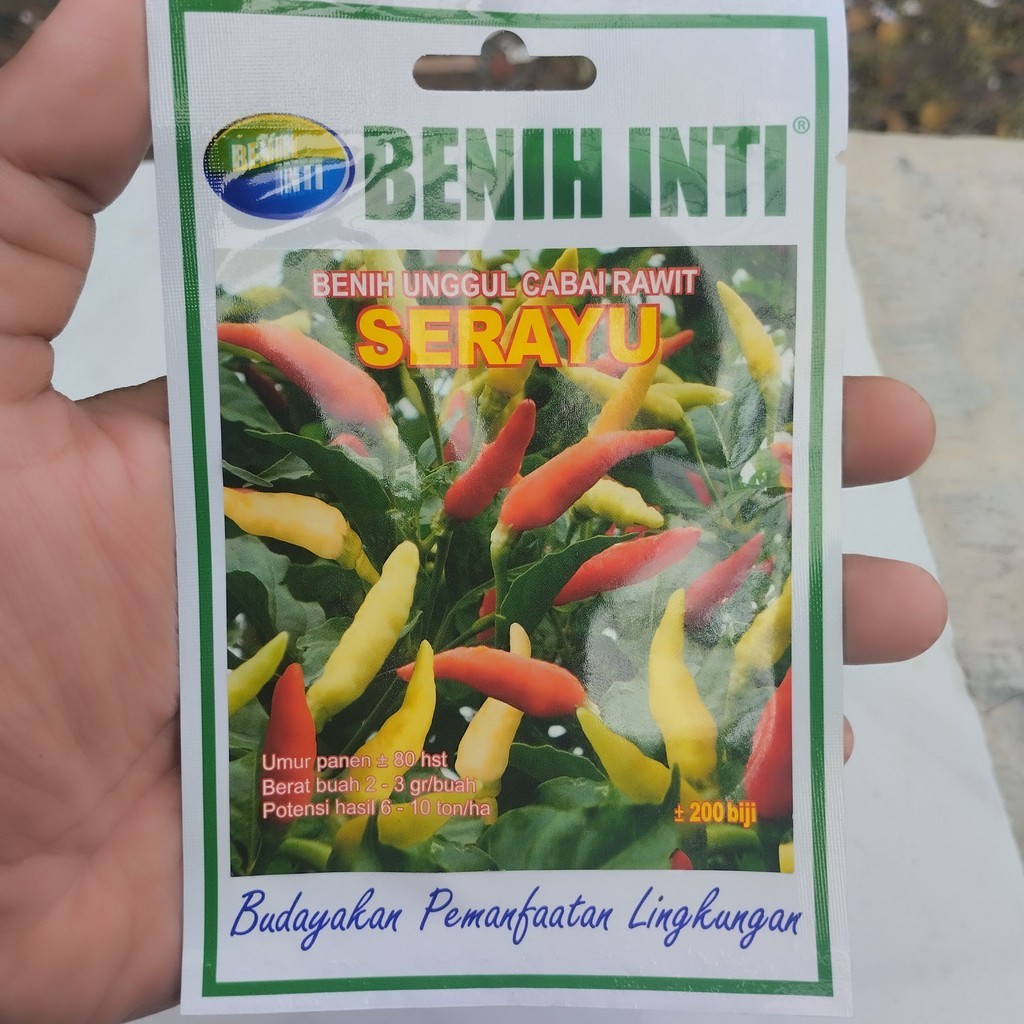 BENIH
INTI
BENIH INTI®
BENIH UNGGUL CABAI RAWIT
SERAYU
Umur panen ± 80 hst
Berat buah 2 - 3 gr/buah
Potensi hasil 6 - 10 ton/ha
± 200 biji
Budayakan Pemanfaatan Lingkungan